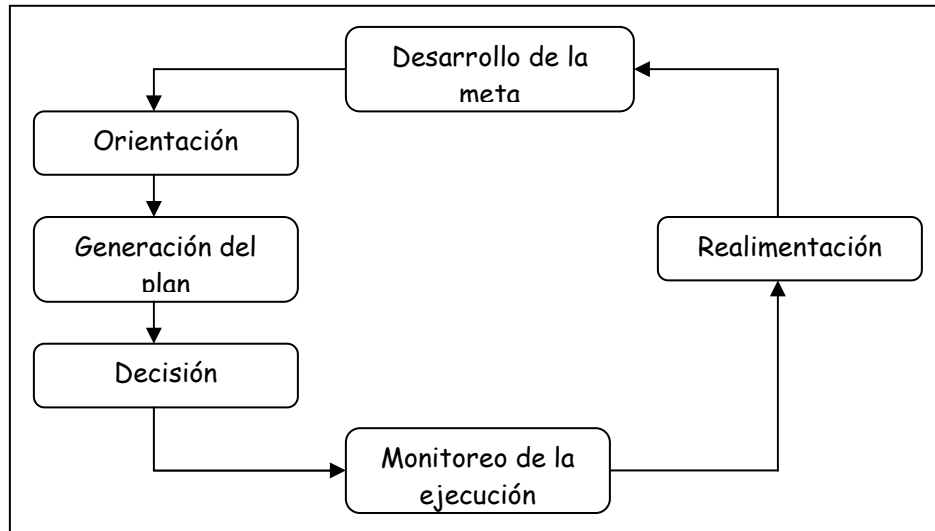 Desarrollo de la
meta
Orientación
Generación del
plan
Realimentación
Decisión
Monitoreo de la
ejecución